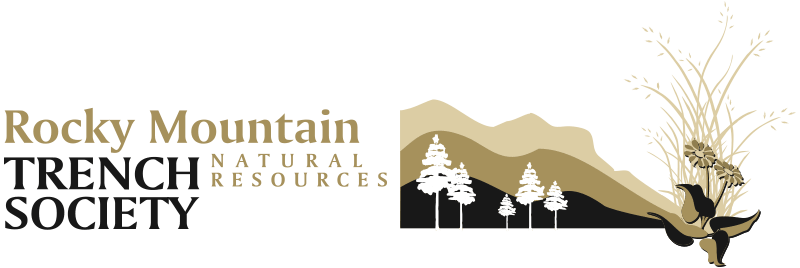 Rocky Mountain
TRENCH NATURAL
RESOURCES
SOCIETY